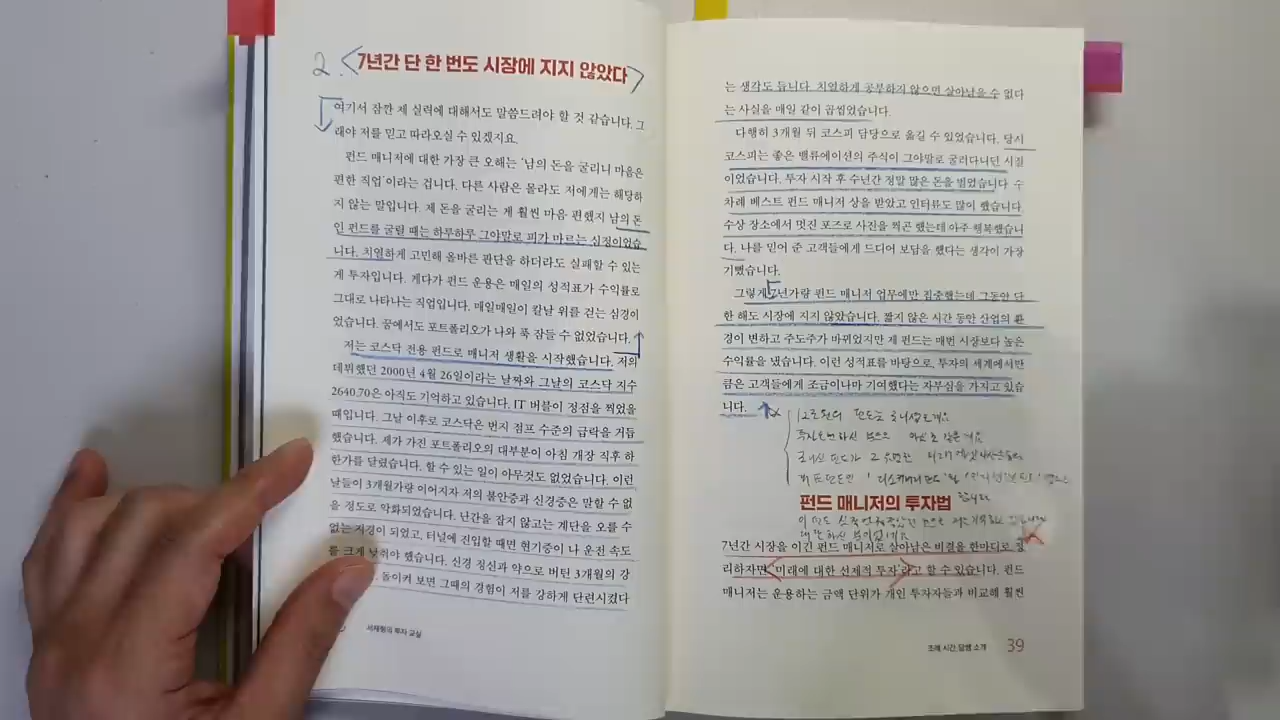 2. <7년간 단 한 번도 시장에 지지 않았다>
여기서 잠깐 제 실력에 대해서도 말씀드려야 할 것 같습니다. 그
래야 저를 믿고 따라오실 수 있겠지요.
펀드 매니저에 대한 가장 큰 오해는 '남의 돈을 굴리니 마음은
편한 직업'이라는 겁니다. 다른 사람은 몰라도 저에게는 해당하
지 않는 말입니다. 제 돈을 굴리는 게 훨씬 마음 편했지 남의 돈
인 펀드를 굴릴 때는 하루하루 그야말로 피가 마르는 심정이었습
니다. 치열하게 고민해 올바른 판단을 하더라도 실패할 수 있는
게 투자입니다. 게다가 펀드 운용은 매일의 성적표가 수익률로
그대로 나타나는 직업입니다. 매일매일이 칼날 위를 걷는 심경이
었습니다. 꿈에서도 포트폴리오가 나와 푹 잠들 수 없었습니다.
저는 코스닥 전용 펀드로 매니저 생활을 시작했습니다. 저의
데뷔했던 2000년 4월 26일이라는 날짜와 그날의 코스닥 지수
2640.70은 아직도 기억하고 있습니다. IT 버블이 정점을 찍었을
때입니다. 그날 이후로 코스닥은 번지 점프 수준의 급락을 거듭
했습니다. 제가 가진 포트폴리오의 대부분이 아침 개장 직후 하
한가를 달렸습니다. 할 수 있는 일이 아무것도 없었습니다. 이런
날들이 3개월가량 이어지자 저의 불안증과 신경증은 말할 수 없
을 정도로 악화되었습니다. 난간을 잡지 않고는 계단을 오를 수
없는 지경이 되었고, 터널에 진입할 때면 현기증이 나 운전 속도
를 크게 낮춰야 했습니다. 신경 정신과 약으로 버틴 3개월의 강
돌이켜 보면 그때의 경험이 저를 강하게 단련시켰다
세제형의 투자 교실
는 생각도 듭니다. 치열하게 공부하지 않으면 살아남을 수 없다
는 사실을 매일 같이 곱씹었습니다.
다행히 3개월 뒤 코스피 담당으로 옮길 수 있었습니다. 당시
코스피는 좋은 밸류에이션의 주식이 그야말로 굴러다니던 시절
이었습니다. 투자 시작 후 수년간 정말 많은 돈을 벌었습니다 수
차례 베스트 펀드 매니저 상을 받았고 인터뷰도 많이 했습니다.
수상 장소에서 멋진 포즈로 사진을 찍곤 했는데 아주 행복했습니
다. 나를 믿어 준 고객들에게 드디어 보답을 했다는 생각이 가장
기뻤습니다.
그렇게 7년가량 펀드 매니저 업무에만 집중했는데 그동안 단
한 해도 시장에 지지 않았습니다. 짧지 않은 시간 동안 산업의 환
경이 변하고 주도주가 바뀌었지만 제 펀드는 매번 시장보다 높은
수익률을 냈습니다. 이런 성적표를 바탕으로, 투자의 세계에서만
큼은 고객들에게 조금이나마 기여했다는 자부심을 가지고 있습
니다.
펀드 매니저의 투자법
7년간 시장을 이긴 펀드 매니저로 살아남은 비결을 한마디로 정
리하자면 '미래에 대한 선제적 투자'라고 할 수 있습니다. 펀드
매니저는 운용하는 금액 단위가 개인 투자자들과 비교해 훨씬
조례 시간, 담쌤 소개 39